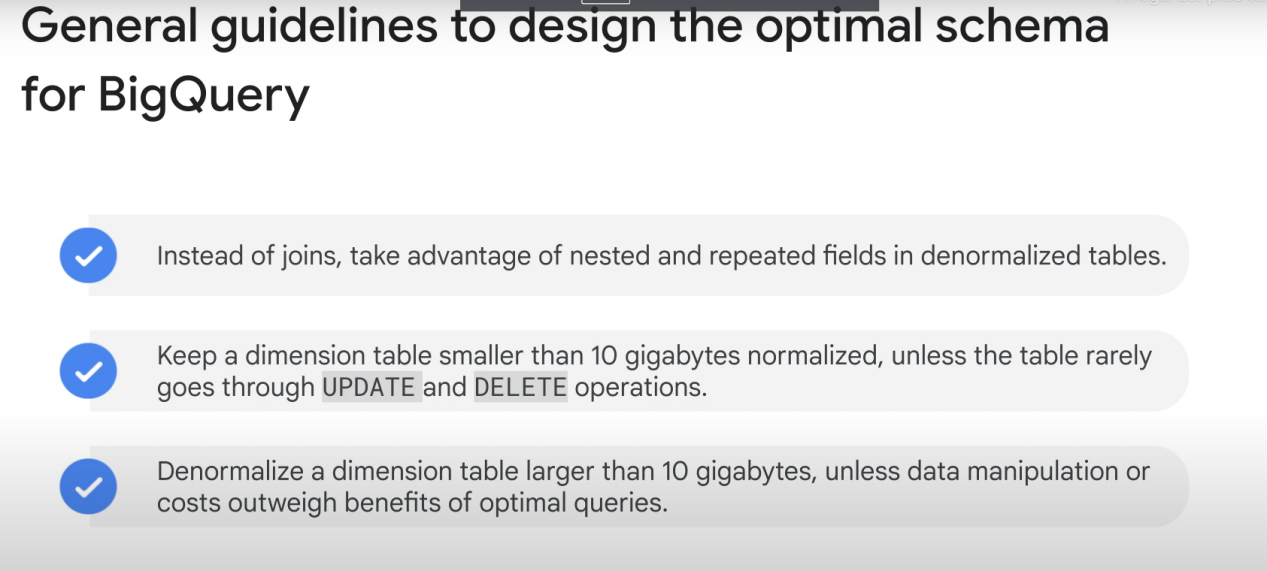 General guidelines to design the optimal schema
for BigQuery
Instead of joins, take advantage of nested and repeated fields in denormalized tables.
Keep a dimension table smaller than 10 gigabytes normalized, unless the table rarely
goes through UPDATE and DELETE operations.
Denormalize a dimension table larger than 10 gigabytes, unless data manipulation or
costs outweigh benefits of optimal queries.